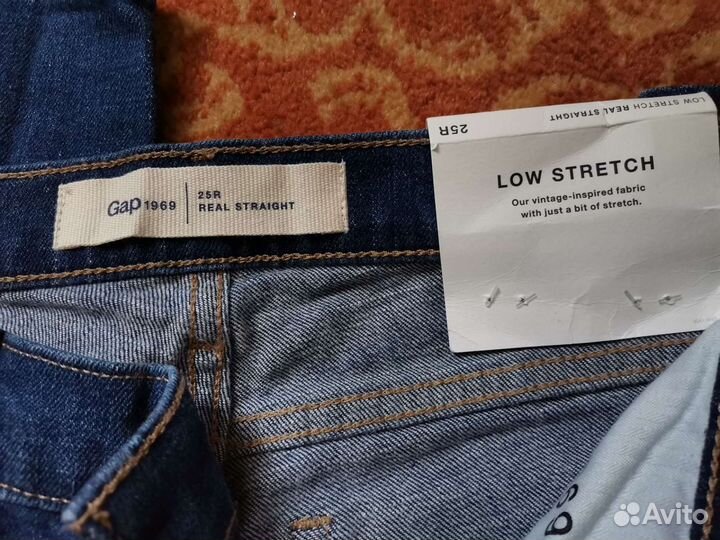 Gap 1969
25R
REAL STRAIGHT
LOW STRETCH REAL STRAIGHT
25R
LOW STRETCH
Our vintage-inspired fabric
with just a bit of stretch.
Avito